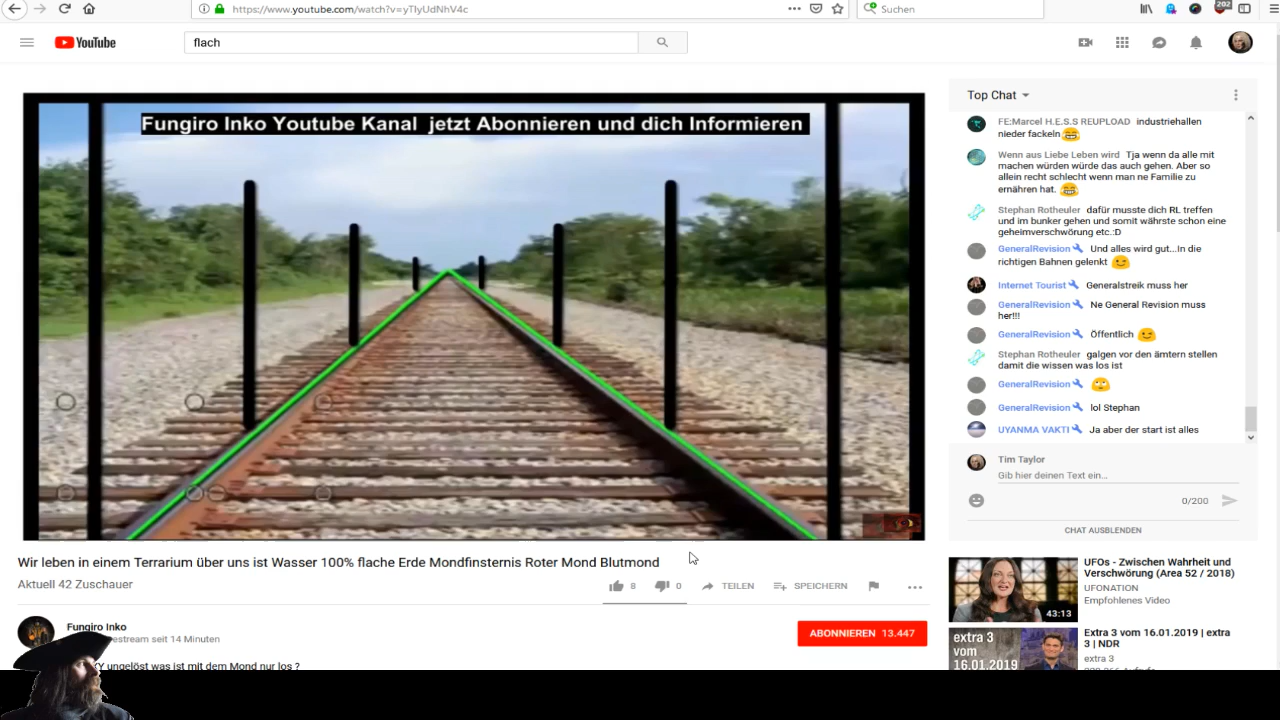 https://www.youtube.com/watch?v=yTIyUdNhV4c
Suchen
202
YouTube
flach
Fungiro Inko Youtube Kanal jetzt Abonnieren und dich Informieren
Wir leben in einem Terrarium über uns ist Wasser 100% flache Erde Mondfinsternis Roter Mond Blutmond
Aktuell 42 Zuschauer
8
0
TEILEN
SPEICHERN
Fungiro Inko
estream seit 14 Minuten
ABONNIEREN 13.447
Y ungelöst was ist mit dem Mond nur los ?
Top Chat
FE:Marcel H.E.S.S REUPLOAD industriehallen
nieder fackeln😂
Wenn aus Liebe Leben wird Tja wenn da alle mit
machen würden würde das auch gehen. Aber so
allein recht schlecht wenn man ne Familie zu
ernähren hat. 😂
Stephan Rotheuler dafür musste dich RL treffen
und im bunker gehen und somit währste schon eine
geheimverschwörung etc.:D
GeneralRevision Und alles wird gut...In die
richtigen Bahnen gelenkt 😉
Internet Tourist Generalstreik muss her
GeneralRevision Ne General Revision muss
her!!!
GeneralRevision Öffentlich 😉
Stephan Rotheuler galgen vor den ämtern stellen
damit die wissen was los ist
GeneralRevision 🙄
GeneralRevision lol Stephan
UYANMA VAKTI Ja aber der start ist alles
Tim Taylor
Gib hier deinen Text ein...
0/200
CHAT AUSBLENDEN
UFOs - Zwischen Wahrheit und
Verschwörung (Area 52 / 2018)
UFONATION
Empfohlenes Video
43:13
Extra 3 vom 16.01.2019 | extra
3 | NDR
extra 3
extra 3
vom
16.01.2019